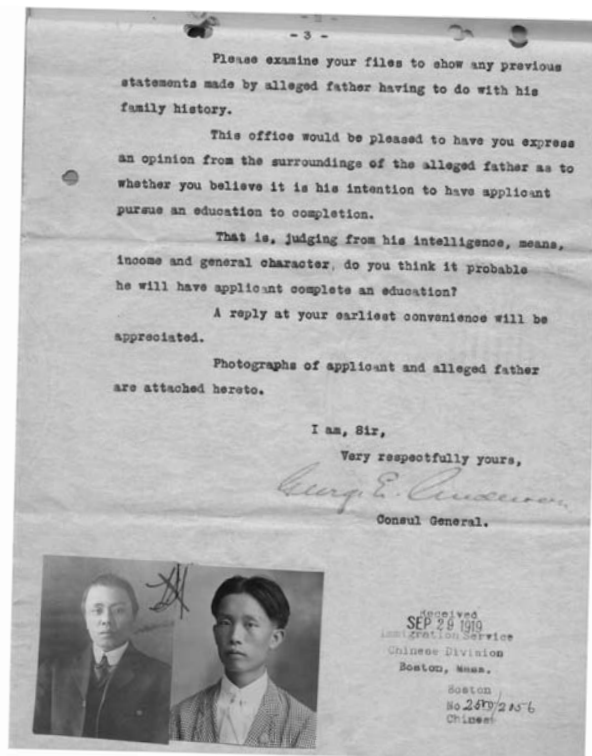 - 3 -
Please examine your files to show any previous
statements made by alleged father having to do with his
family history.
This office would be pleased to have you express
an opinion from the surroundings of the alleged father as to
whether you believe it is his intention to have applicant
pursue an education to completion.
That is, judging from his intelligence, means,
income and general character, do you think it probable
he will have applicant complete an education?
A reply at your earliest convenience will be
appreciated.
Photographs of applicant and alleged father
are attached hereto.
I am, Sir,
Very respectfully yours,
George E. Anderson
Consul General.
Received
SEP 29 1919
Immigration Service
Chinese Division
Boston, Mass.
Boston
No 2500/2056
Chinese